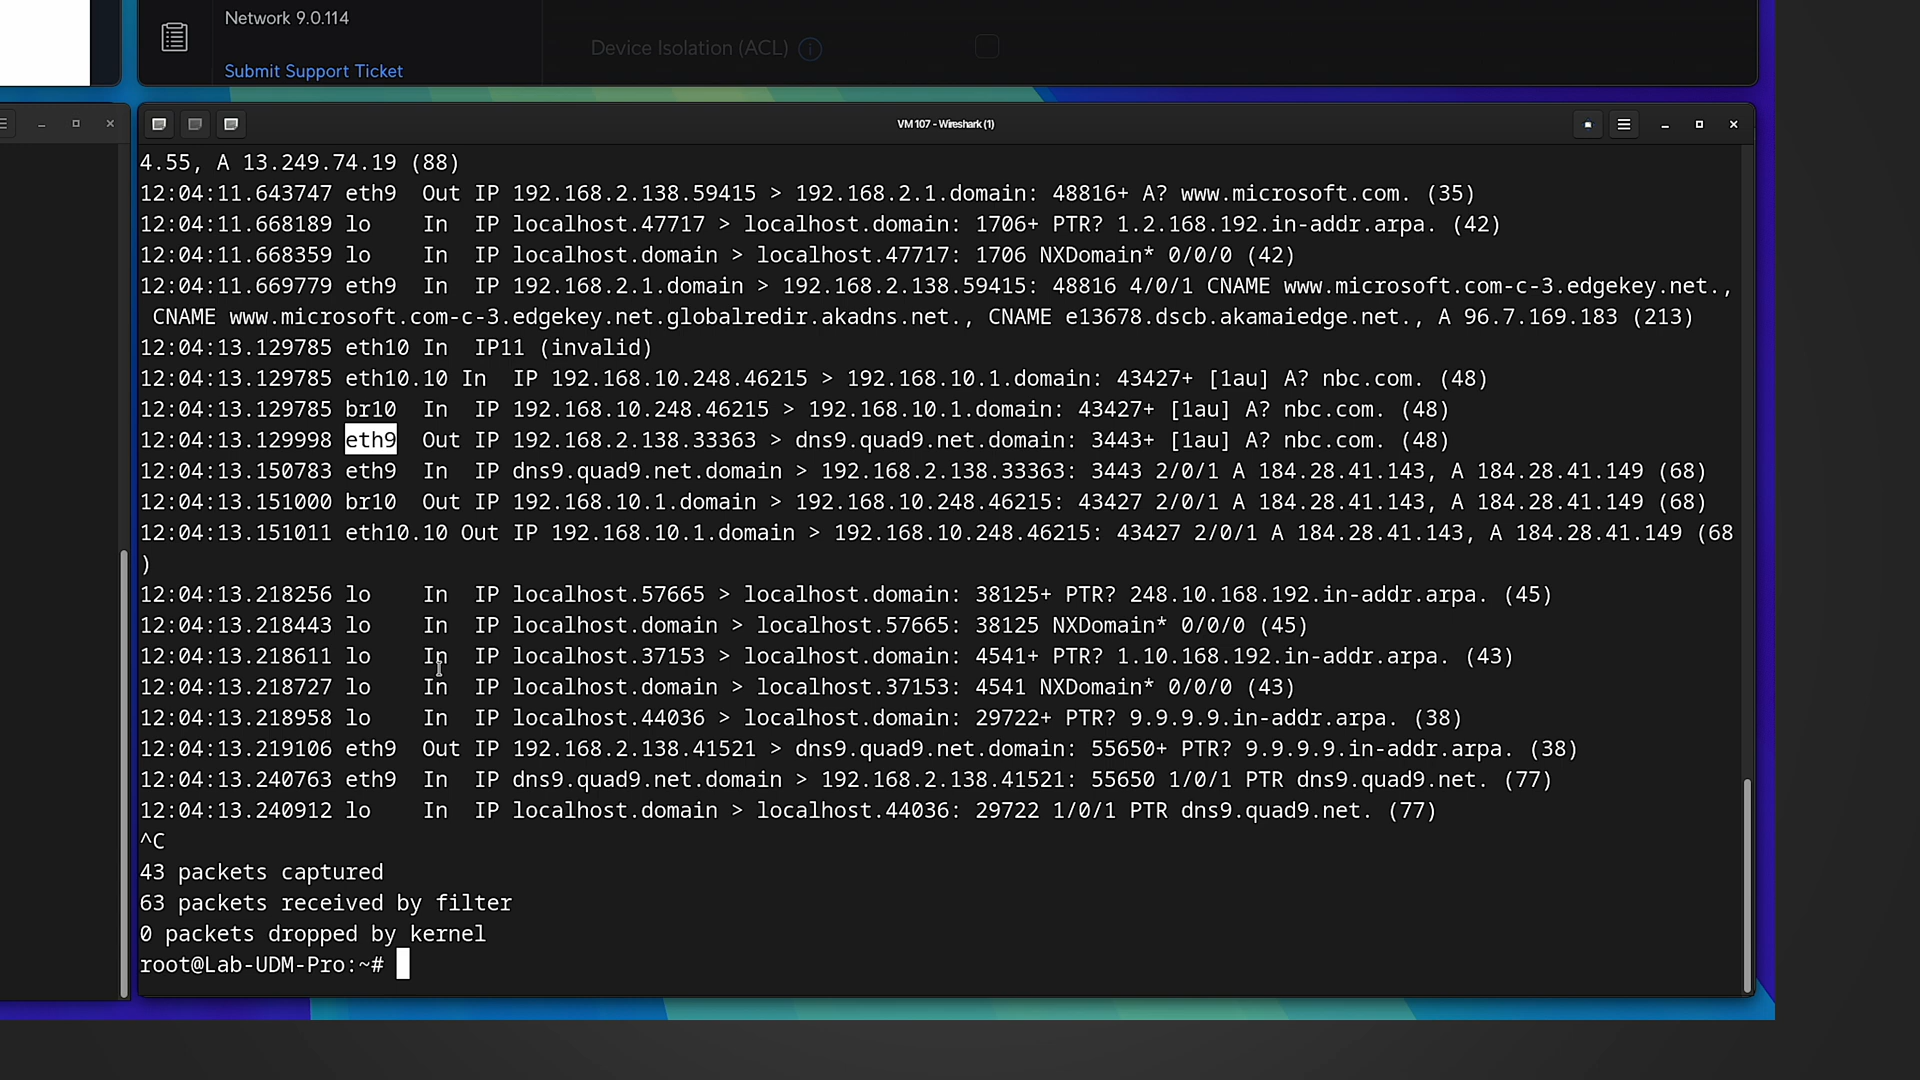 Network 9.0.114
Device Isolation (ACL)
Submit Support Ticket
VM 107 - Wireshark (1)
4.55, A 13.249.74.19 (88)
12:04:11.643747 eth9  Out IP 192.168.2.138.59415 > 192.168.2.1.domain: 48816+ A? www.microsoft.com. (35)
12:04:11.668189 lo    In  IP localhost.47717 > localhost.domain: 1706+ PTR? 1.2.168.192.in-addr.arpa. (42)
12:04:11.668359 lo    In  IP localhost.domain > localhost.47717: 1706 NXDomain* 0/0/0 (42)
12:04:11.669779 eth9  In  IP 192.168.2.1.domain > 192.168.2.138.59415: 48816 4/0/1 CNAME www.microsoft.com-c-3.edgekey.net.,
CNAME www.microsoft.com-c-3.edgekey.net.globalredir.akadns.net., CNAME e13678.dscb.akamaiedge.net., A 96.7.169.183 (213)
12:04:13.129785 eth10 In  IP11 (invalid)
12:04:13.129785 eth10.10 In  IP 192.168.10.248.46215 > 192.168.10.1.domain: 43427+ [1au] A? nbc.com. (48)
12:04:13.129785 br10  In  IP 192.168.10.248.46215 > 192.168.10.1.domain: 43427+ [1au] A? nbc.com. (48)
12:04:13.129998 eth9  Out IP 192.168.2.138.33363 > dns9.quad9.net.domain: 3443+ [1au] A? nbc.com. (48)
12:04:13.150783 eth9  In  IP dns9.quad9.net.domain > 192.168.2.138.33363: 3443 2/0/1 A 184.28.41.143, A 184.28.41.149 (68)
12:04:13.151000 br10  Out IP 192.168.10.1.domain > 192.168.10.248.46215: 43427 2/0/1 A 184.28.41.143, A 184.28.41.149 (68)
12:04:13.151011 eth10.10 Out IP 192.168.10.1.domain > 192.168.10.248.46215: 43427 2/0/1 A 184.28.41.143, A 184.28.41.149 (68
)
12:04:13.218256 lo    In  IP localhost.57665 > localhost.domain: 38125+ PTR? 248.10.168.192.in-addr.arpa. (45)
12:04:13.218443 lo    In  IP localhost.domain > localhost.57665: 38125 NXDomain* 0/0/0 (45)
12:04:13.218611 lo    In  IP localhost.37153 > localhost.domain: 4541+ PTR? 1.10.168.192.in-addr.arpa. (43)
12:04:13.218727 lo    In  IP localhost.domain > localhost.37153: 4541 NXDomain* 0/0/0 (43)
12:04:13.218958 lo    In  IP localhost.44036 > localhost.domain: 29722+ PTR? 9.9.9.9.in-addr.arpa. (38)
12:04:13.219106 eth9  Out IP 192.168.2.138.41521 > dns9.quad9.net.domain: 55650+ PTR? 9.9.9.9.in-addr.arpa. (38)
12:04:13.240763 eth9  In  IP dns9.quad9.net.domain > 192.168.2.138.41521: 55650 1/0/1 PTR dns9.quad9.net. (77)
12:04:13.240912 lo    In  IP localhost.domain > localhost.44036: 29722 1/0/1 PTR dns9.quad9.net. (77)
^C
43 packets captured
63 packets received by filter
0 packets dropped by kernel
root@Lab-UDM-Pro:~#